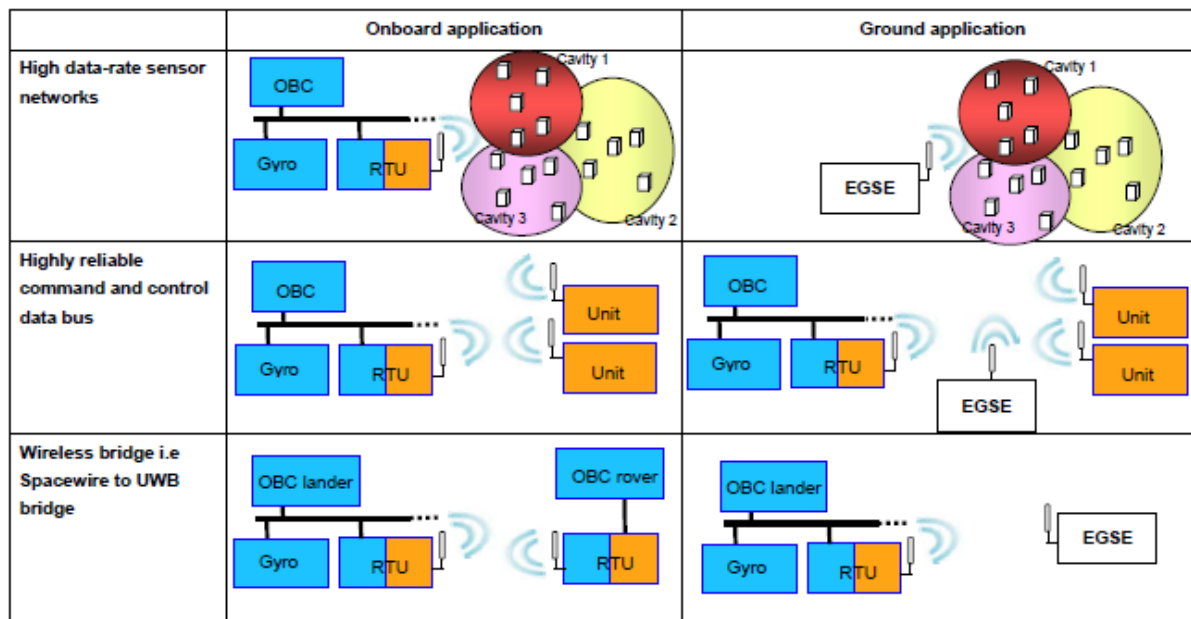 Onboard application
Ground application
High data-rate sensor
networks
OBC
Gyro
RTU
Cavity 1
Cavity 3
Cavity 2
EGSE
Cavity 1
Cavity 3
Cavity 2
Highly reliable
command and control
data bus
OBC
Gyro
RTU
Unit
Unit
OBC
Gyro
RTU
EGSE
Unit
Unit
Wireless bridge i.e
Spacewire to UWB
bridge
OBC lander
Gyro
RTU
OBC rover
RTU
OBC lander
Gyro
RTU
EGSE